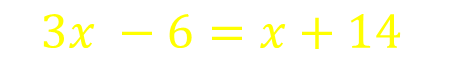 3x − 6 = x + 14